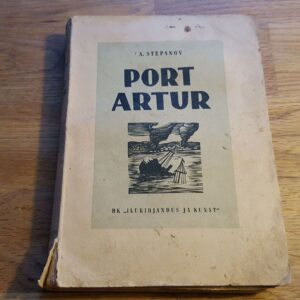 A. STEPANOV
PORT
ARTUR
RK „ILUKIRJANDUS JA KUNST“